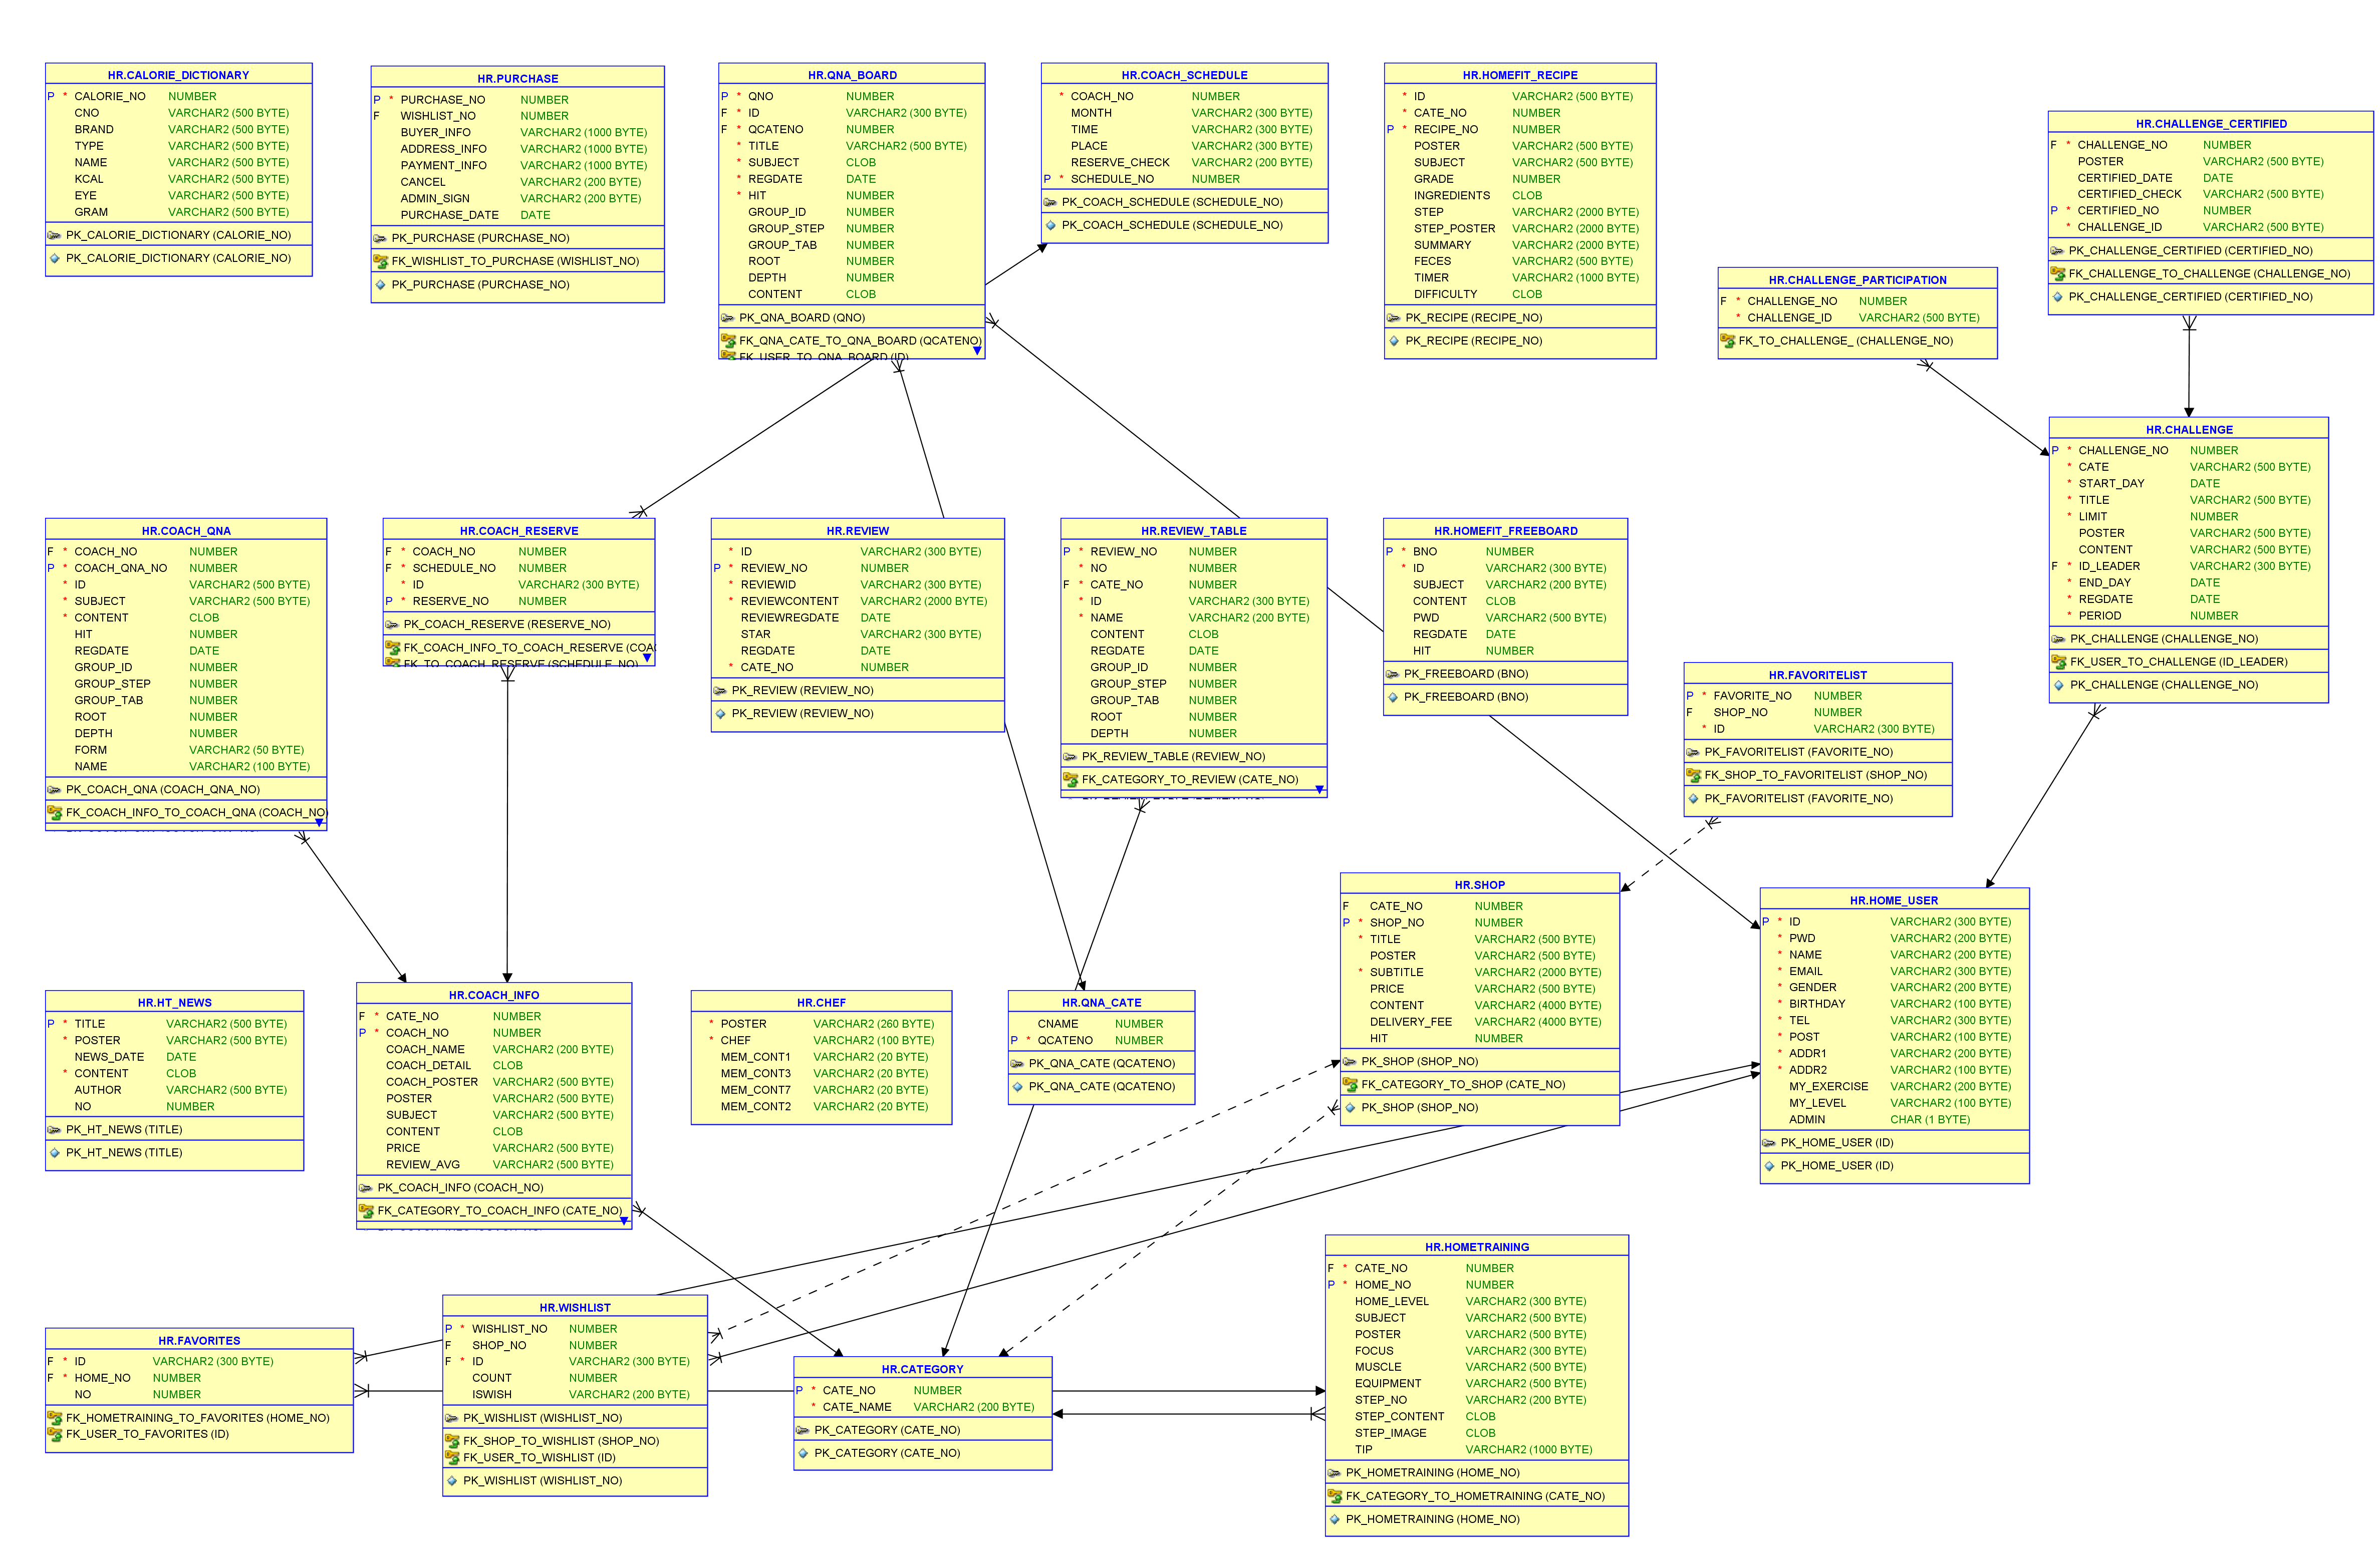 HR.CALORIE_DICTIONARY
P * CALORIE_NO NUMBER
CNO VARCHAR2 (500 BYTE)
BRAND VARCHAR2 (500 BYTE)
TYPE VARCHAR2 (500 BYTE)
NAME VARCHAR2 (500 BYTE)
KCAL VARCHAR2 (500 BYTE)
EYE VARCHAR2 (500 BYTE)
GRAM VARCHAR2 (500 BYTE)
PK_CALORIE_DICTIONARY (CALORIE_NO)
PK_CALORIE_DICTIONARY (CALORIE_NO)
HR.PURCHASE
P * PURCHASE_NO NUMBER
F WISHLIST_NO NUMBER
BUYER_INFO VARCHAR2 (1000 BYTE)
ADDRESS_INFO VARCHAR2 (1000 BYTE)
PAYMENT_INFO VARCHAR2 (1000 BYTE)
CANCEL VARCHAR2 (200 BYTE)
ADMIN_SIGN VARCHAR2 (200 BYTE)
PURCHASE_DATE DATE
PK_PURCHASE (PURCHASE_NO)
FK_WISHLIST_TO_PURCHASE (WISHLIST_NO)
PK_PURCHASE (PURCHASE_NO)
HR.QNA_BOARD
P * QNO NUMBER
F * ID VARCHAR2 (300 BYTE)
F * QCATENO NUMBER
* TITLE VARCHAR2 (500 BYTE)
* SUBJECT CLOB
* REGDATE DATE
* HIT NUMBER
GROUP_ID NUMBER
GROUP_STEP NUMBER
GROUP_TAB NUMBER
ROOT NUMBER
DEPTH NUMBER
CONTENT CLOB
PK_QNA_BOARD (QNO)
FK_QNA_CATE_TO_QNA_BOARD (QCATENO)
FK_USER_TO_QNA_BOARD (ID)
HR.COACH_SCHEDULE
* COACH_NO NUMBER
MONTH VARCHAR2 (300 BYTE)
TIME VARCHAR2 (300 BYTE)
PLACE VARCHAR2 (300 BYTE)
RESERVE_CHECK VARCHAR2 (200 BYTE)
P * SCHEDULE_NO NUMBER
PK_COACH_SCHEDULE (SCHEDULE_NO)
PK_COACH_SCHEDULE (SCHEDULE_NO)
HR.HOMEFIT_RECIPE
* ID VARCHAR2 (500 BYTE)
* CATE_NO NUMBER
P * RECIPE_NO NUMBER
POSTER VARCHAR2 (500 BYTE)
SUBJECT VARCHAR2 (500 BYTE)
GRADE NUMBER
INGREDIENTS CLOB
STEP VARCHAR2 (2000 BYTE)
STEP_POSTER VARCHAR2 (2000 BYTE)
SUMMARY VARCHAR2 (2000 BYTE)
FECES VARCHAR2 (500 BYTE)
TIMER VARCHAR2 (1000 BYTE)
DIFFICULTY CLOB
PK_RECIPE (RECIPE_NO)
PK_RECIPE (RECIPE_NO)
HR.CHALLENGE_PARTICIPATION
F * CHALLENGE_NO NUMBER
* CHALLENGE_ID VARCHAR2 (500 BYTE)
FK_TO_CHALLENGE_ (CHALLENGE_NO)
HR.CHALLENGE_CERTIFIED
F * CHALLENGE_NO NUMBER
POSTER VARCHAR2 (500 BYTE)
CERTIFIED_DATE DATE
CERTIFIED_CHECK VARCHAR2 (500 BYTE)
P * CERTIFIED_NO NUMBER
* CHALLENGE_ID VARCHAR2 (500 BYTE)
PK_CHALLENGE_CERTIFIED (CERTIFIED_NO)
FK_CHALLENGE_TO_CHALLENGE (CHALLENGE_NO)
PK_CHALLENGE_CERTIFIED (CERTIFIED_NO)
HR.COACH_QNA
F * COACH_NO NUMBER
P * COACH_QNA_NO NUMBER
* ID VARCHAR2 (500 BYTE)
* SUBJECT VARCHAR2 (500 BYTE)
* CONTENT CLOB
HIT NUMBER
REGDATE DATE
GROUP_ID NUMBER
GROUP_STEP NUMBER
GROUP_TAB NUMBER
ROOT NUMBER
DEPTH NUMBER
FORM VARCHAR2 (50 BYTE)
NAME VARCHAR2 (100 BYTE)
PK_COACH_QNA (COACH_QNA_NO)
FK_COACH_INFO_TO_COACH_QNA (COACH_NO)
HR.COACH_RESERVE
F * COACH_NO NUMBER
F * SCHEDULE_NO NUMBER
* ID VARCHAR2 (300 BYTE)
P * RESERVE_NO NUMBER
PK_COACH_RESERVE (RESERVE_NO)
FK_COACH_INFO_TO_COACH_RESERVE (COA
FK_TO_COACH_RESERVE (SCHEDULE_NO)
HR.REVIEW
* ID VARCHAR2 (300 BYTE)
P * REVIEW_NO NUMBER
* REVIEWID VARCHAR2 (300 BYTE)
* REVIEWCONTENT VARCHAR2 (2000 BYTE)
REVIEWREGDATE DATE
STAR VARCHAR2 (300 BYTE)
REGDATE DATE
* CATE_NO NUMBER
PK_REVIEW (REVIEW_NO)
PK_REVIEW (REVIEW_NO)
HR.REVIEW_TABLE
P * REVIEW_NO NUMBER
* NO NUMBER
F * CATE_NO NUMBER
* ID VARCHAR2 (300 BYTE)
* NAME VARCHAR2 (200 BYTE)
CONTENT CLOB
REGDATE DATE
GROUP_ID NUMBER
GROUP_STEP NUMBER
GROUP_TAB NUMBER
ROOT NUMBER
DEPTH NUMBER
PK_REVIEW_TABLE (REVIEW_NO)
FK_CATEGORY_TO_REVIEW (CATE_NO)
HR.HOMEFIT_FREEBOARD
P * BNO NUMBER
* ID VARCHAR2 (300 BYTE)
SUBJECT VARCHAR2 (200 BYTE)
CONTENT CLOB
PWD VARCHAR2 (500 BYTE)
REGDATE DATE
HIT NUMBER
PK_FREEBOARD (BNO)
PK_FREEBOARD (BNO)
HR.CHALLENGE
P * CHALLENGE_NO NUMBER
* CATE VARCHAR2 (500 BYTE)
* START_DAY DATE
* TITLE VARCHAR2 (500 BYTE)
* LIMIT NUMBER
POSTER VARCHAR2 (500 BYTE)
CONTENT VARCHAR2 (500 BYTE)
F * ID_LEADER VARCHAR2 (300 BYTE)
* END_DAY DATE
* REGDATE DATE
* PERIOD NUMBER
PK_CHALLENGE (CHALLENGE_NO)
FK_USER_TO_CHALLENGE (ID_LEADER)
PK_CHALLENGE (CHALLENGE_NO)
HR.FAVORITELIST
P * FAVORITE_NO NUMBER
F SHOP_NO NUMBER
* ID VARCHAR2 (300 BYTE)
PK_FAVORITELIST (FAVORITE_NO)
FK_SHOP_TO_FAVORITELIST (SHOP_NO)
PK_FAVORITELIST (FAVORITE_NO)
HR.HT_NEWS
P * TITLE VARCHAR2 (500 BYTE)
* POSTER VARCHAR2 (500 BYTE)
NEWS_DATE DATE
* CONTENT CLOB
AUTHOR VARCHAR2 (500 BYTE)
NO NUMBER
PK_HT_NEWS (TITLE)
PK_HT_NEWS (TITLE)
HR.COACH_INFO
F * CATE_NO NUMBER
P * COACH_NO NUMBER
COACH_NAME VARCHAR2 (200 BYTE)
COACH_DETAIL CLOB
COACH_POSTER VARCHAR2 (500 BYTE)
POSTER VARCHAR2 (500 BYTE)
SUBJECT VARCHAR2 (500 BYTE)
CONTENT CLOB
PRICE VARCHAR2 (500 BYTE)
REVIEW_AVG VARCHAR2 (500 BYTE)
PK_COACH_INFO (COACH_NO)
FK_CATEGORY_TO_COACH_INFO (CATE_NO)
HR.CHEF
* POSTER VARCHAR2 (260 BYTE)
* CHEF VARCHAR2 (100 BYTE)
MEM_CONT1 VARCHAR2 (20 BYTE)
MEM_CONT3 VARCHAR2 (20 BYTE)
MEM_CONT7 VARCHAR2 (20 BYTE)
MEM_CONT2 VARCHAR2 (20 BYTE)
HR.QNA_CATE
CNAME NUMBER
P * QCATENO NUMBER
PK_QNA_CATE (QCATENO)
PK_QNA_CATE (QCATENO)
HR.SHOP
F CATE_NO NUMBER
P * SHOP_NO NUMBER
* TITLE VARCHAR2 (500 BYTE)
POSTER VARCHAR2 (500 BYTE)
* SUBTITLE VARCHAR2 (2000 BYTE)
PRICE VARCHAR2 (500 BYTE)
CONTENT VARCHAR2 (4000 BYTE)
DELIVERY_FEE VARCHAR2 (4000 BYTE)
HIT NUMBER
PK_SHOP (SHOP_NO)
FK_CATEGORY_TO_SHOP (CATE_NO)
PK_SHOP (SHOP_NO)
HR.HOME_USER
P * ID VARCHAR2 (300 BYTE)
* PWD VARCHAR2 (200 BYTE)
* NAME VARCHAR2 (200 BYTE)
* EMAIL VARCHAR2 (300 BYTE)
* GENDER VARCHAR2 (200 BYTE)
* BIRTHDAY VARCHAR2 (100 BYTE)
* TEL VARCHAR2 (300 BYTE)
* POST VARCHAR2 (100 BYTE)
* ADDR1 VARCHAR2 (200 BYTE)
* ADDR2 VARCHAR2 (100 BYTE)
MY_EXERCISE VARCHAR2 (200 BYTE)
MY_LEVEL VARCHAR2 (100 BYTE)
ADMIN CHAR (1 BYTE)
PK_HOME_USER (ID)
PK_HOME_USER (ID)
HR.FAVORITES
F * ID VARCHAR2 (300 BYTE)
F * HOME_NO NUMBER
NO NUMBER
FK_HOMETRAINING_TO_FAVORITES (HOME_NO)
FK_USER_TO_FAVORITES (ID)
HR.WISHLIST
P * WISHLIST_NO NUMBER
F SHOP_NO NUMBER
F * ID VARCHAR2 (300 BYTE)
COUNT NUMBER
ISWISH VARCHAR2 (200 BYTE)
PK_WISHLIST (WISHLIST_NO)
FK_SHOP_TO_WISHLIST (SHOP_NO)
FK_USER_TO_WISHLIST (ID)
PK_WISHLIST (WISHLIST_NO)
HR.CATEGORY
P * CATE_NO NUMBER
* CATE_NAME VARCHAR2 (200 BYTE)
PK_CATEGORY (CATE_NO)
PK_CATEGORY (CATE_NO)
HR.HOMETRAINING
F * CATE_NO NUMBER
P * HOME_NO NUMBER
HOME_LEVEL VARCHAR2 (300 BYTE)
SUBJECT VARCHAR2 (500 BYTE)
POSTER VARCHAR2 (500 BYTE)
FOCUS VARCHAR2 (300 BYTE)
MUSCLE VARCHAR2 (500 BYTE)
EQUIPMENT VARCHAR2 (500 BYTE)
STEP_NO VARCHAR2 (200 BYTE)
STEP_CONTENT CLOB
STEP_IMAGE CLOB
TIP VARCHAR2 (1000 BYTE)
PK_HOMETRAINING (HOME_NO)
FK_CATEGORY_TO_HOMETRAINING (CATE_NO)
PK_HOMETRAINING (HOME_NO)